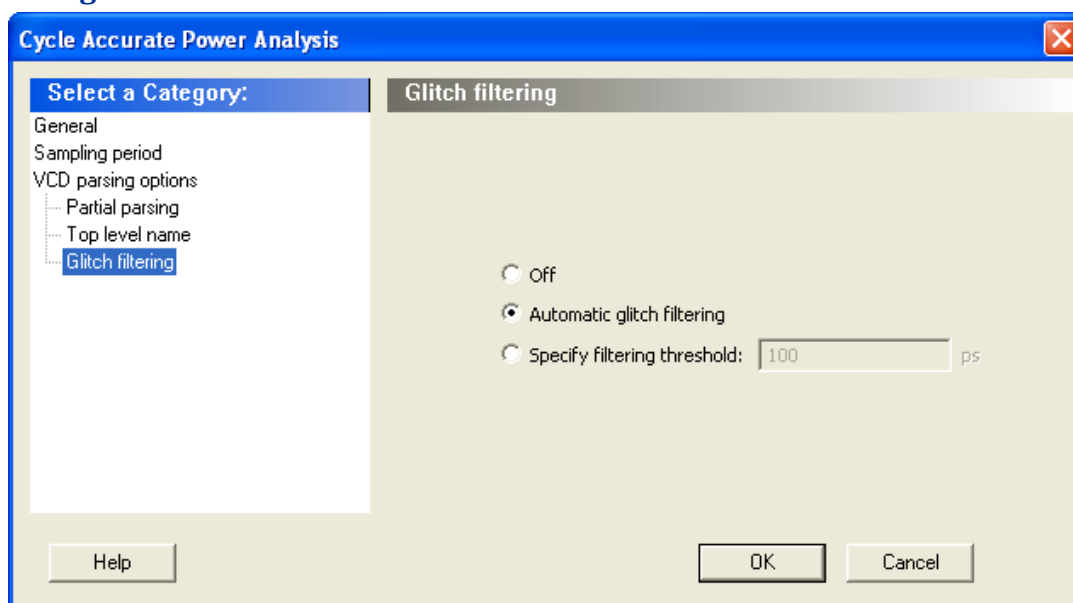 Cycle Accurate Power Analysis
Select a Category:
General
Sampling period
VCD parsing options
Partial parsing
Top level name
Glitch filtering
Glitch filtering
Off
Automatic glitch filtering
Specify filtering threshold: 100 ps
Help
OK
Cancel